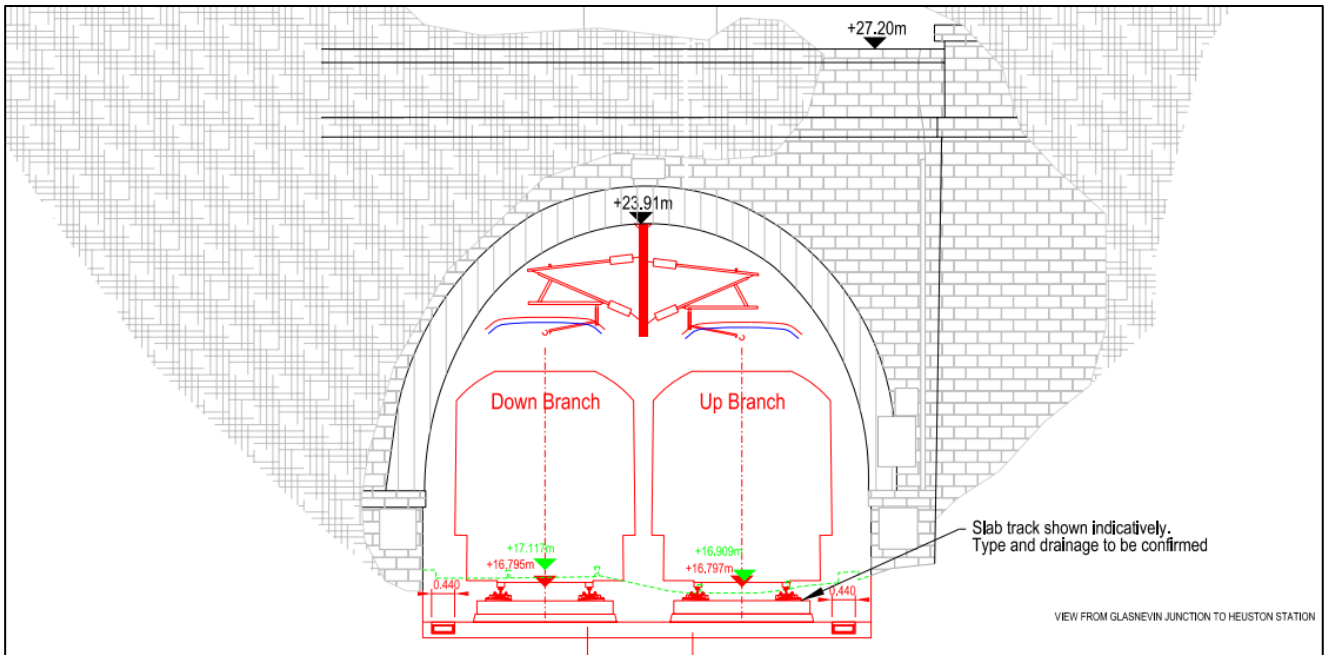 +27.20m
+23.91m
Down Branch
Up Branch
Slab track shown indicatively.
Type and drainage to be confirmed
+17.117m
+16.909m
+16.795m
+16.797m
0.440
0.440
VIEW FROM GLASNEVIN JUNCTION TO HEUSTON STATION